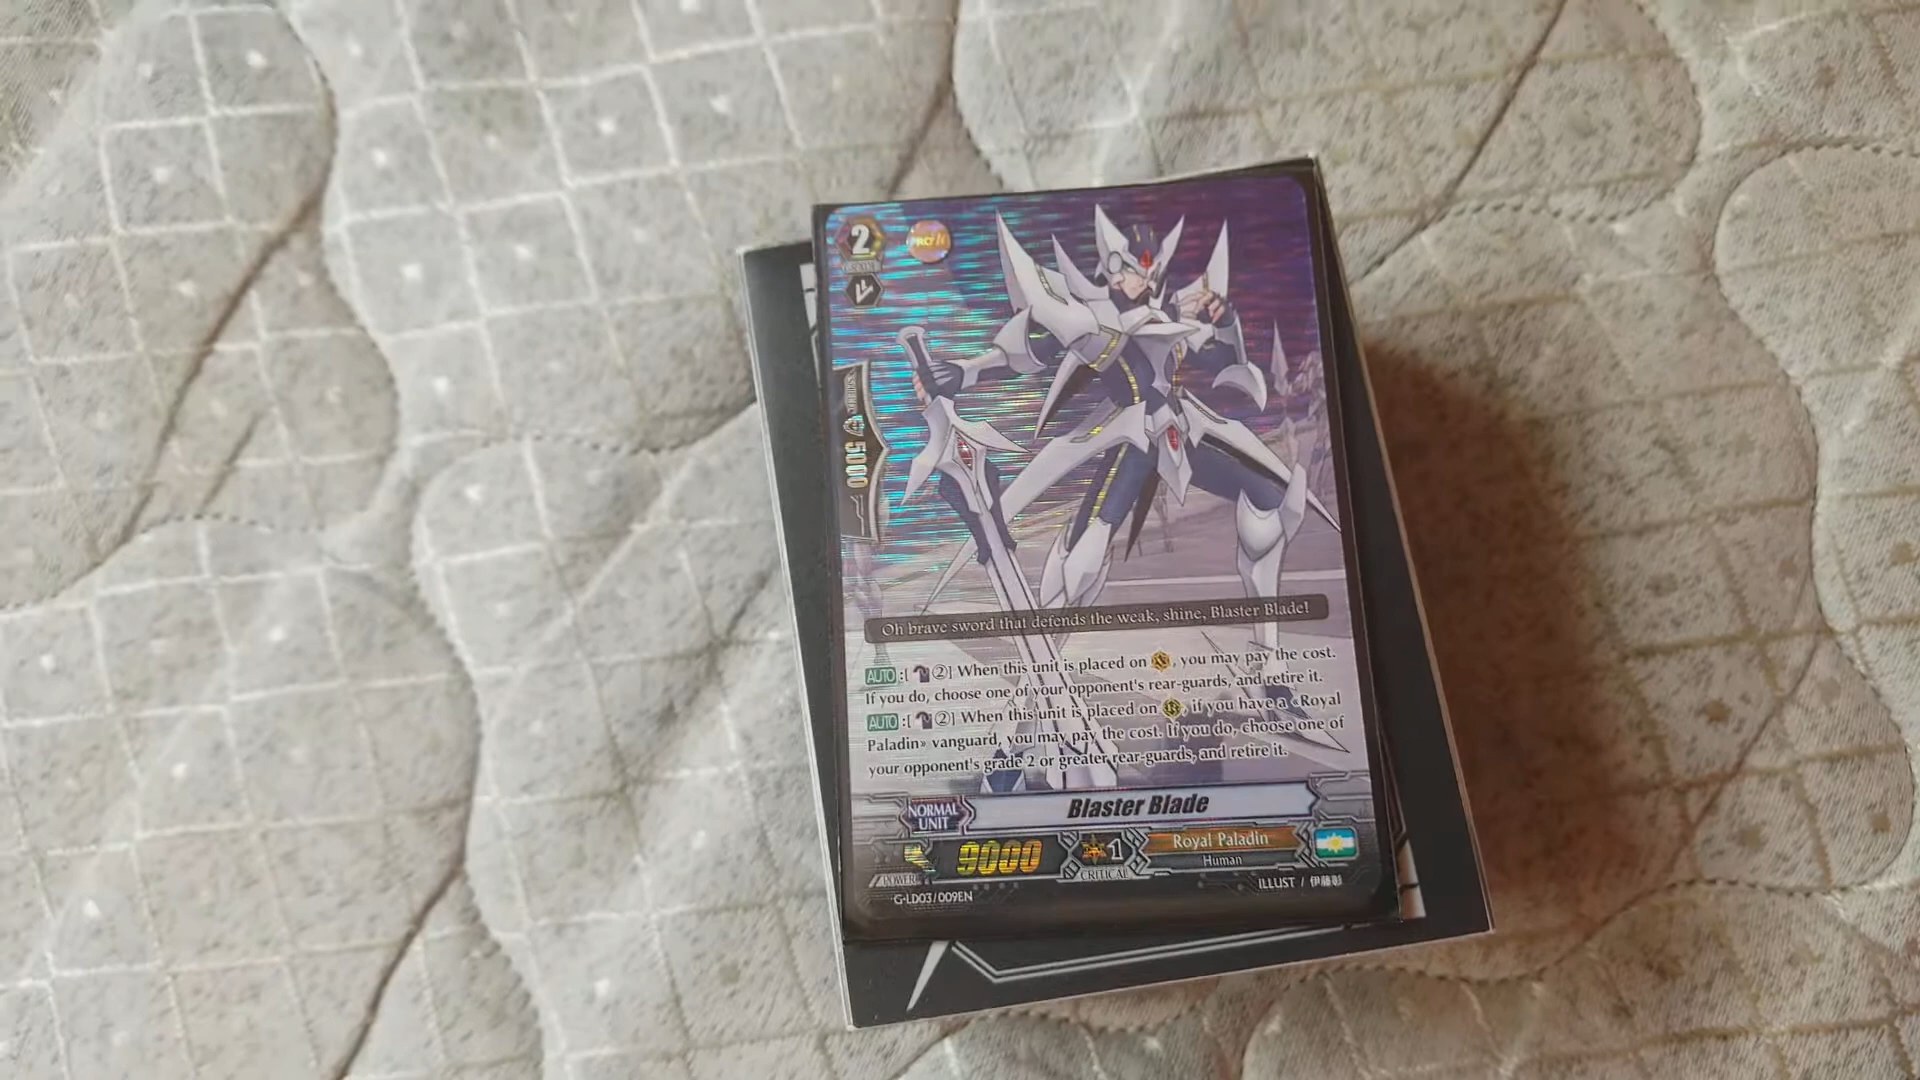 2
5000
Oh brave sword that defends the weak, shine, Blaster Blade!
AUTO:[②] When this unit is placed on , you may pay the cost.
If you do, choose one of your opponent's rear-guards, and retire it.
AUTO:[②] When this unit is placed on , if you have a «Royal
Paladin» vanguard, you may pay the cost. If you do, choose one of
your opponent's grade 2 or greater rear-guards, and retire it.
NORMAL
UNIT
Blaster Blade
POWER
9000
1
CRITICAL
Royal Paladin
Human
G-LD03/009EN
ILLUST / 伊藤彰